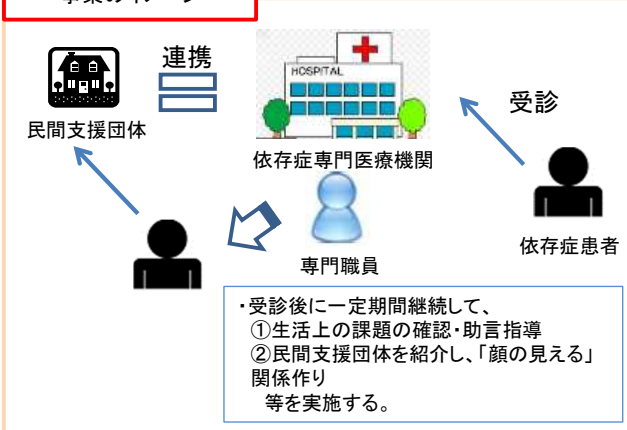 連携
HOSPITAL
受診
民間支援団体
依存症専門医療機関
依存症患者
専門職員
・受診後に一定期間継続して、
①生活上の課題の確認・助言指導
②民間支援団体を紹介し、「顔の見える」
関係作り
等を実施する。